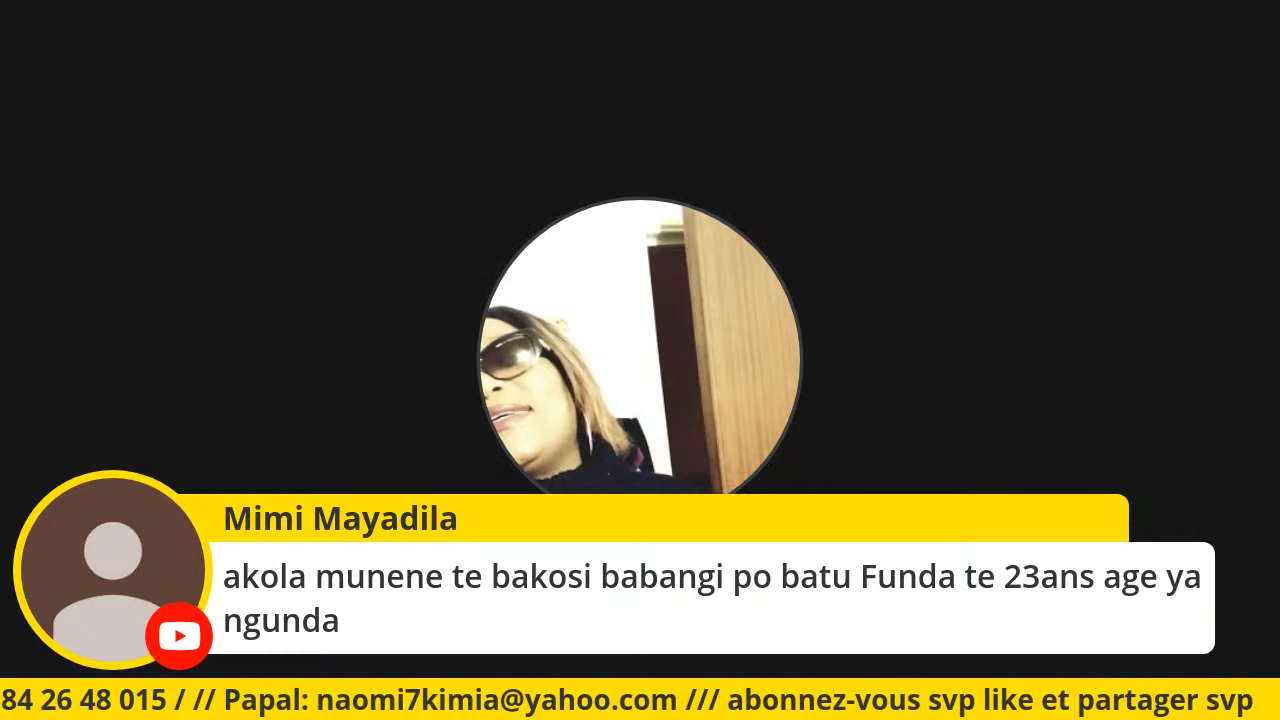 Mimi Mayadila
akola munene te bakosi babangi po batu Funda te 23ans age ya
ngunda
84 26 48 015 / // Papal: naomi7kimia@yahoo.com /// abonnez-vous svp like et partager svp